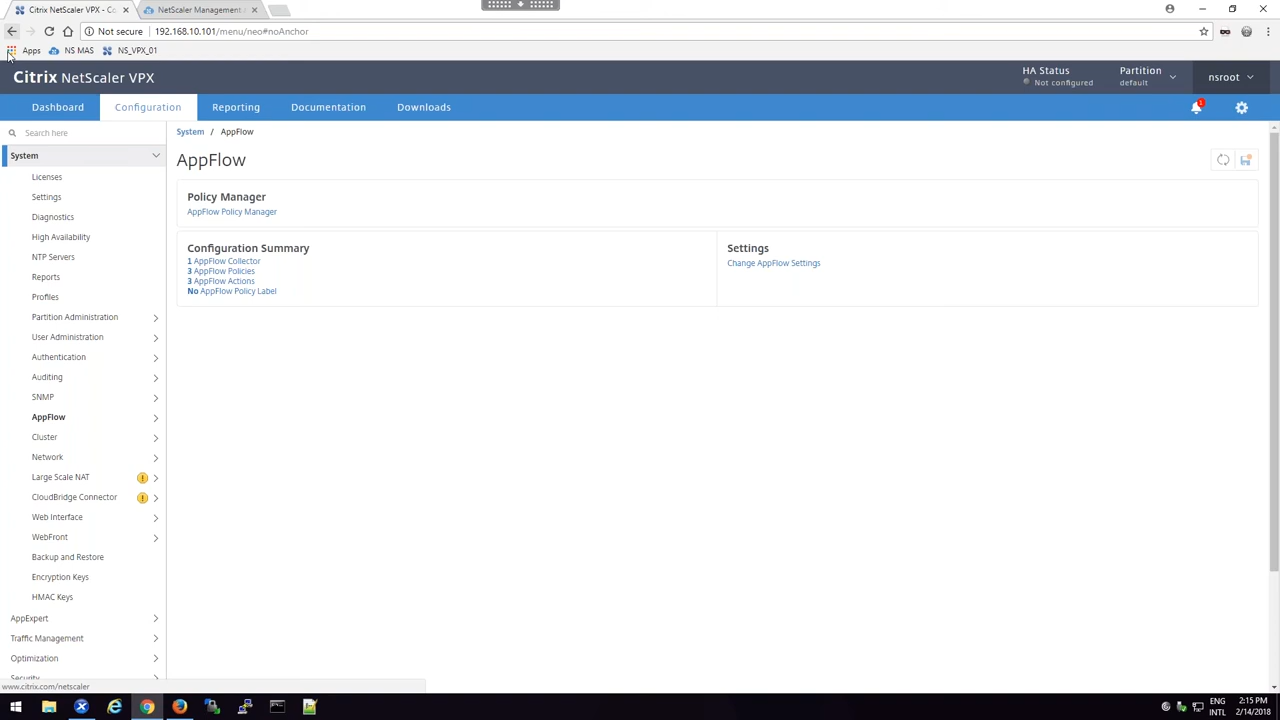 Citrix NetScaler VPX - Co
NetScaler Management
Not secure
192.168.10.101/menu/neo#noAnchor
Apps
NS MAS
NS_VPX_01
Citrix NetScaler VPX
HA Status
Not configured
Partition
default
nsroot
Dashboard
Configuration
Reporting
Documentation
Downloads
1
Search here
System / AppFlow
System
AppFlow
Licenses
Settings
Diagnostics
High Availability
NTP Servers
Reports
Profiles
Partition Administration
User Administration
Authentication
Auditing
SNMP
AppFlow
Cluster
Network
Large Scale NAT
CloudBridge Connector
Web Interface
WebFront
Backup and Restore
Encryption Keys
HMAC Keys
AppExpert
Traffic Management
Optimization
Security
Policy Manager
AppFlow Policy Manager
Configuration Summary
1 AppFlow Collector
3 AppFlow Policies
3 AppFlow Actions
No AppFlow Policy Label
Settings
Change AppFlow Settings
www.citrix.com/netscaler
ENG
INTL
2:15 PM
2/14/2018